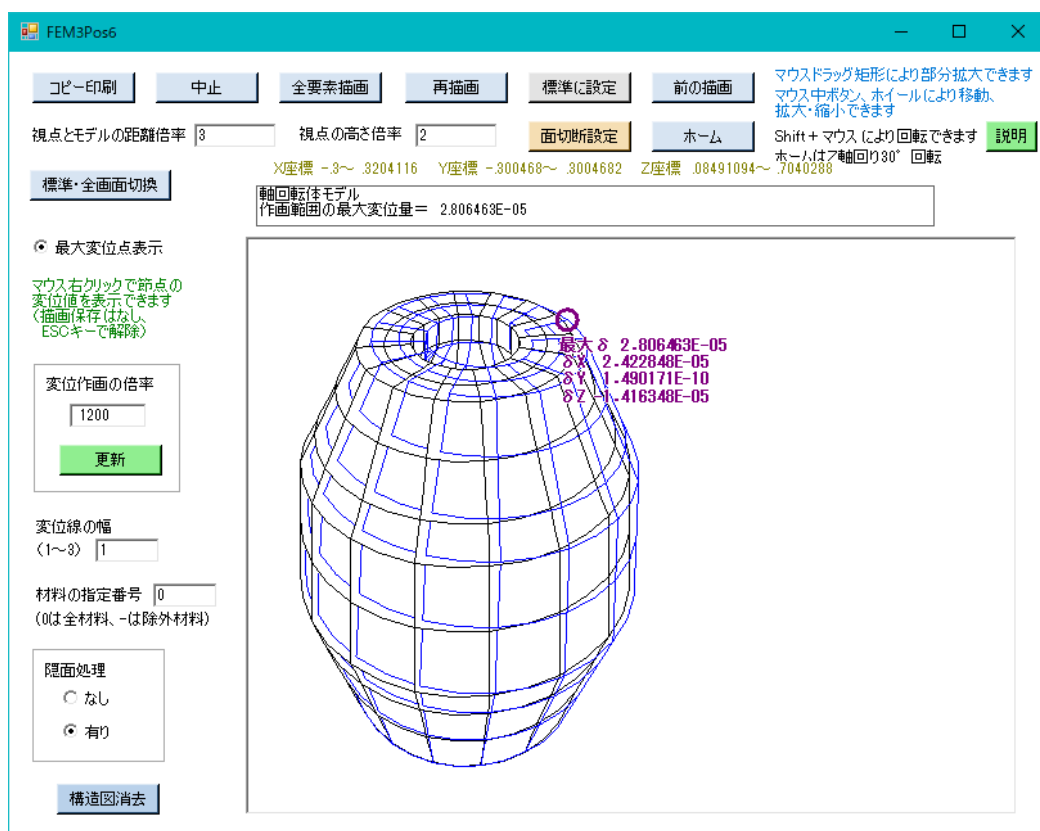 FEM3Pos6
コピー印刷 中止 全要素描画 再描画 標準に設定 前の描画
マウスドラッグ矩形により部分拡大できます
マウス中ボタン、ホイールにより移動、
拡大・縮小できます
視点とモデルの距離倍率 3 視点の高さ倍率 2 面切断設定 ホーム
Shift+マウス により回転できます 説明
ホームはZ軸回り30° 回転
X座標 -.3～ .3204116 Y座標 -.300468～ .3004682 Z座標 .08491094～ .7040288
標準・全画面切換
軸回転体モデル
作画範囲の最大変位量＝ 2.806463E-05
最大変位点表示
マウス右クリックで節点の
変位値を表示できます
（描画保存はなし、
ESCキーで解除）
最大δ 2.806463E-05
δX 2.422848E-05
δY 1.490171E-10
δZ -1.416348E-05
変位作画の倍率
1200
更新
変位線の幅
（1～3） 1
材料の指定番号 0
（0は全材料、-は除外材料）
隠面処理
なし
有り
構造図消去